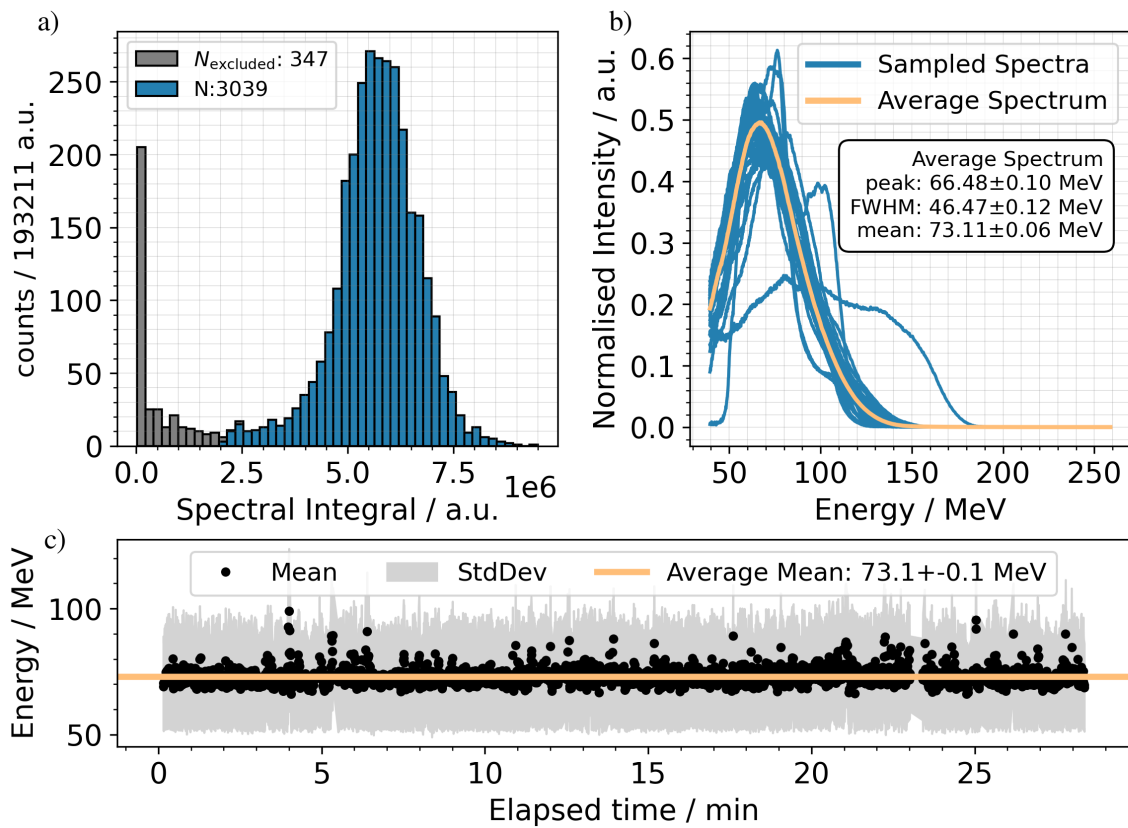 a)
N_excluded: 347
N:3039
counts / 193211 a.u.
250
200
150
100
50
0
0.0 2.5 5.0 7.5
1e6
Spectral Integral / a.u.
b)
Sampled Spectra
Average Spectrum
Average Spectrum
peak: 66.48±0.10 MeV
FWHM: 46.47±0.12 MeV
mean: 73.11±0.06 MeV
Normalised Intensity / a.u.
0.6
0.5
0.4
0.3
0.2
0.1
0.0
50 100 150 200 250
Energy / MeV
c)
Mean StdDev Average Mean: 73.1+-0.1 MeV
Energy / MeV
100
50
0 5 10 15 20 25
Elapsed time / min